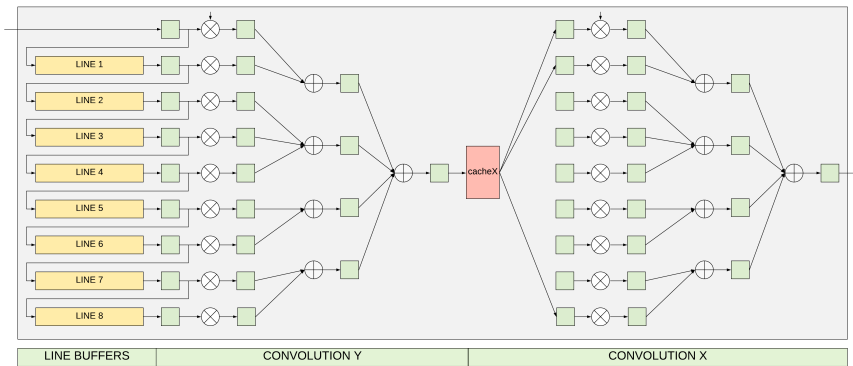 LINE 1
LINE 2
LINE 3
LINE 4
LINE 5
LINE 6
LINE 7
LINE 8
cacheX
LINE BUFFERS
CONVOLUTION Y
CONVOLUTION X